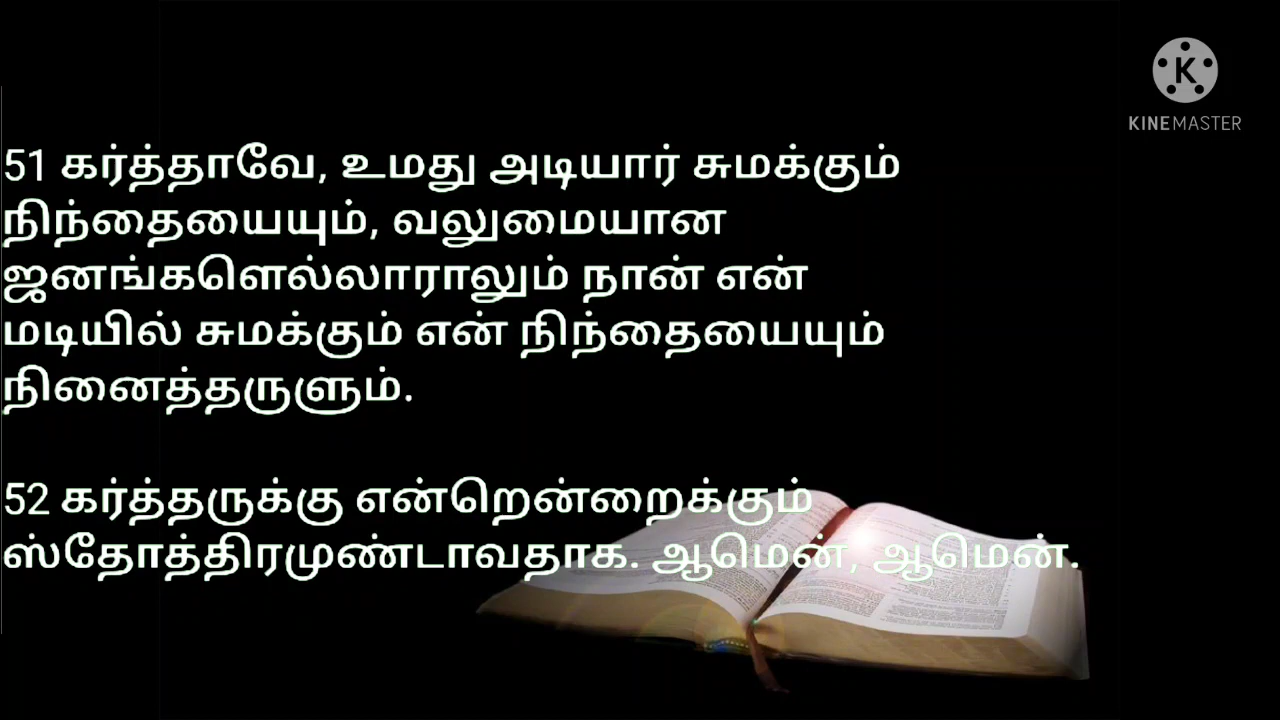 K
KINEMASTER
51 கர்த்தாவே, உமது அடியார் சுமக்கும்
நிந்தையையும், வலுமையான
ஜனங்களெல்லாராலும் நான் என்
மடியில் சுமக்கும் என் நிந்தையையும்
நினைத்தருளும்.
52 கர்த்தருக்கு என்றென்றைக்கும்
ஸ்தோத்திரமுண்டாவதாக. ஆமென், ஆமென்.